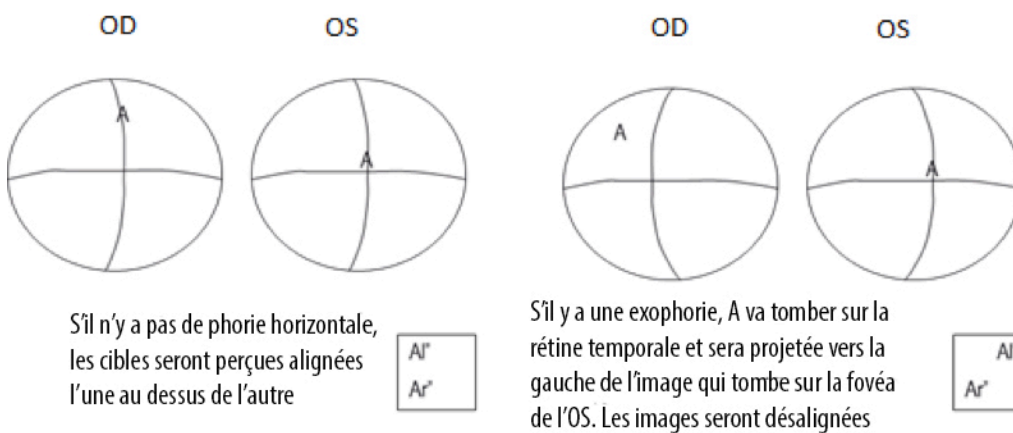 OD
OS
OD
OS
A
A
A
A
S'il n'y a pas de phorie horizontale,
les cibles seront perçues alignées
l'une au dessus de l'autre
Al"
Ar"
S'il y a une exophorie, A va tomber sur la
rétine temporale et sera projetée vers la
gauche de l'image qui tombe sur la fovéa
de l'OS. Les images seront désalignées
Al
Ar"